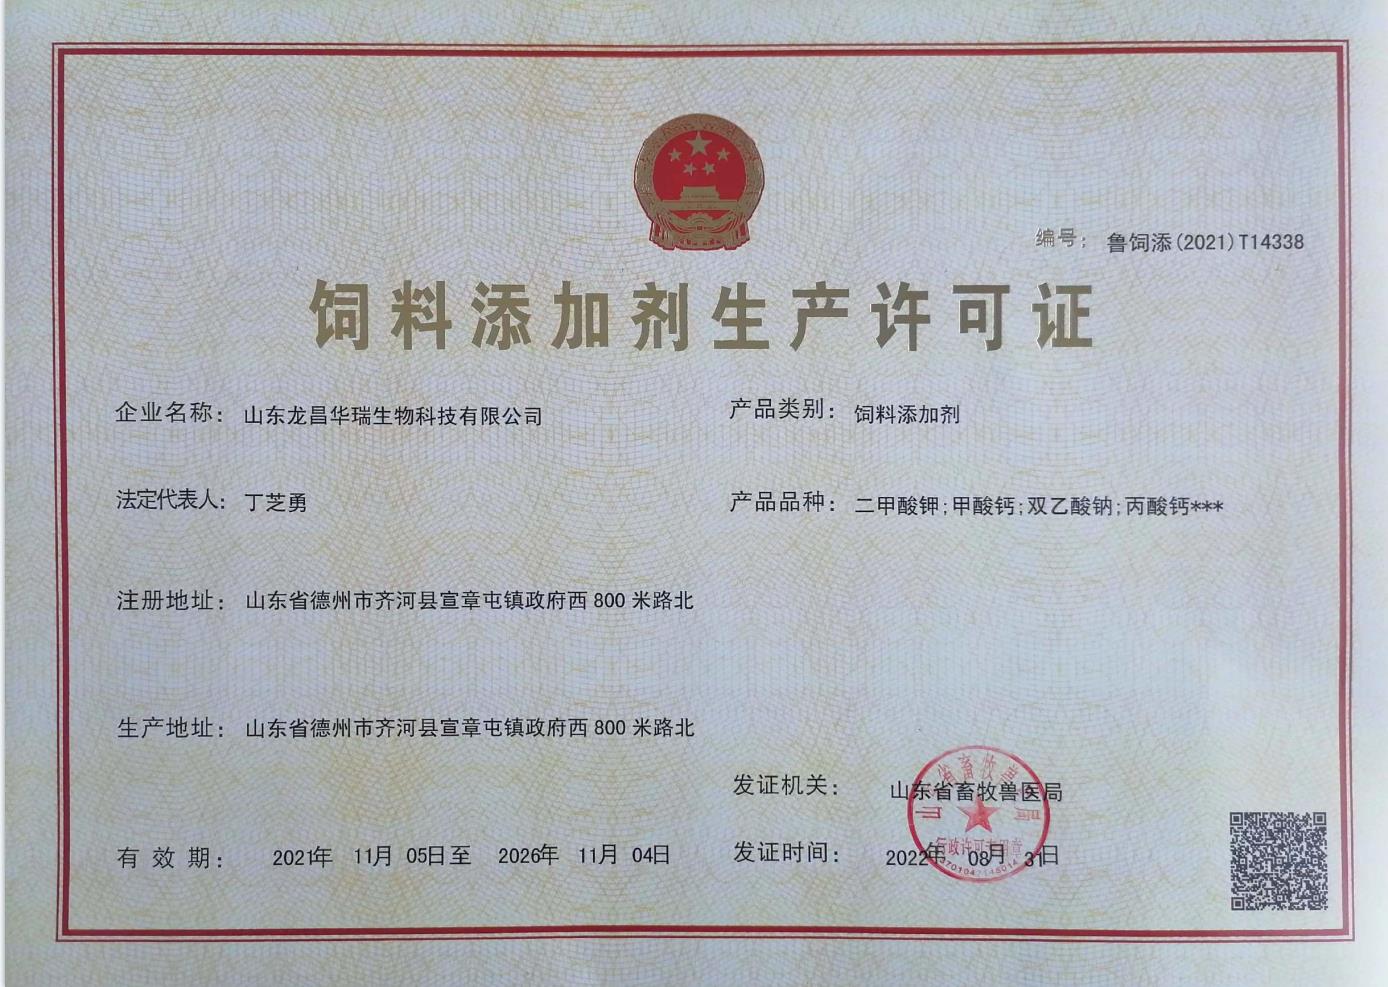 编号： 鲁饲添(2021)T14338
饲料添加剂生产许可证
企业名称： 山东龙昌华瑞生物科技有限公司
产品类别： 饲料添加剂
法定代表人： 丁芝勇
产品品种： 二甲酸钾;甲酸钙;双乙酸钠;丙酸钙***
注册地址： 山东省德州市齐河县宣章屯镇政府西 800 米路北
生产地址： 山东省德州市齐河县宣章屯镇政府西 800 米路北
发证机关： 山东省畜牧兽医局
有 效 期： 2021年 11月 05日至 2026年 11月 04日
发证时间： 2022年 08月 31日